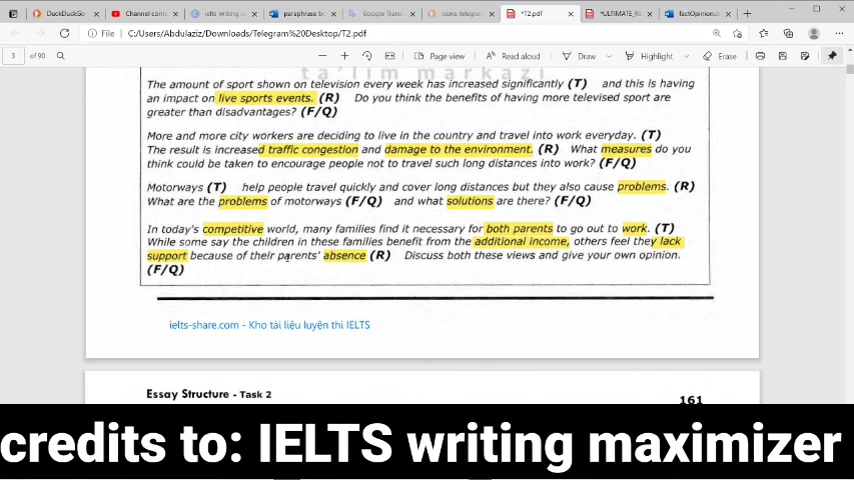 DuckDuckGo
Channel conte
ielts writing u
paraphrase bo
Google Trans
icons telegram
*T2.pdf
*ULTIMATE_RE
factOpinion.c
File
C:/Users/Abdulaziz/Downloads/Telegram%20Desktop/T2.pdf
3 of 90
Page view
Read aloud
Draw
Highlight
Erase
ta'lim markazi
The amount of sport shown on television every week has increased significantly (T) and this is having
an impact on live sports events. (R) Do you think the benefits of having more televised sport are
greater than disadvantages? (F/Q)
More and more city workers are deciding to live in the country and travel into work everyday. (T)
The result is increased traffic congestion and damage to the environment. (R) What measures do you
think could be taken to encourage people not to travel such long distances into work? (F/Q)
Motorways (T) help people travel quickly and cover long distances but they also cause problems. (R)
What are the problems of motorways (F/Q) and what solutions are there? (F/Q)
In today's competitive world, many families find it necessary for both parents to go out to work. (T)
While some say the children in these families benefit from the additional income, others feel they lack
support because of their parents' absence (R) Discuss both these views and give your own opinion.
(F/Q)
ielts-share.com - Kho tài liệu luyện thi IELTS
Essay Structure - Task 2
161
credits to: IELTS writing maximizer